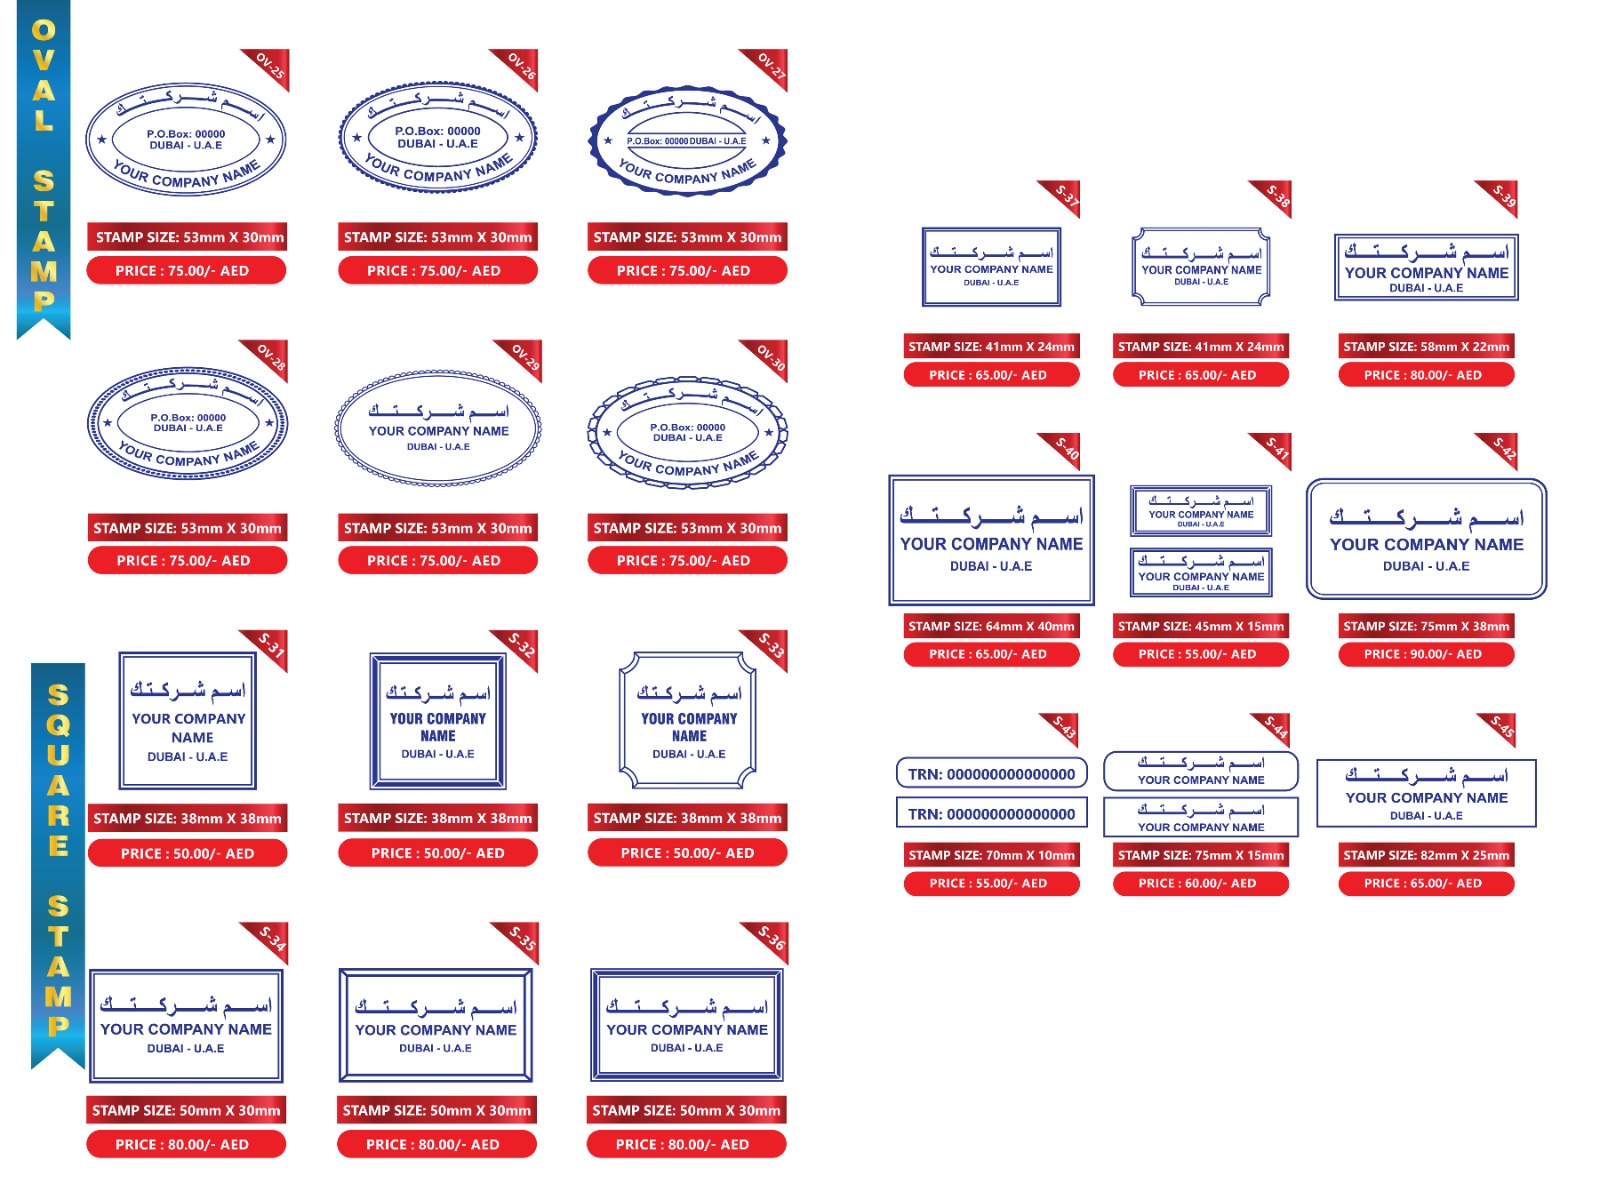 OVAL STAMP
OV-25
اسم شركتك
P.O.Box: 00000
DUBAI - U.A.E
YOUR COMPANY NAME
STAMP SIZE: 53mm X 30mm
PRICE : 75.00/- AED
OV-26
اسم شركتك
P.O.Box: 00000
DUBAI - U.A.E
YOUR COMPANY NAME
STAMP SIZE: 53mm X 30mm
PRICE : 75.00/- AED
OV-27
اسم شركتك
P.O.Box: 00000 DUBAI - U.A.E
YOUR COMPANY NAME
STAMP SIZE: 53mm X 30mm
PRICE : 75.00/- AED
OV-28
اسم شركتك
P.O.Box: 00000
DUBAI - U.A.E
YOUR COMPANY NAME
STAMP SIZE: 53mm X 30mm
PRICE : 75.00/- AED
OV-29
اسم شركتك
YOUR COMPANY NAME
DUBAI - U.A.E
STAMP SIZE: 53mm X 30mm
PRICE : 75.00/- AED
OV-30
اسم شركتك
P.O.Box: 00000
DUBAI - U.A.E
YOUR COMPANY NAME
STAMP SIZE: 53mm X 30mm
PRICE : 75.00/- AED
SQUARE STAMP
S-31
اسم شركتك
YOUR COMPANY
NAME
DUBAI - U.A.E
STAMP SIZE: 38mm X 38mm
PRICE : 50.00/- AED
S-32
اسم شركتك
YOUR COMPANY
NAME
DUBAI - U.A.E
STAMP SIZE: 38mm X 38mm
PRICE : 50.00/- AED
S-33
اسم شركتك
YOUR COMPANY
NAME
DUBAI - U.A.E
STAMP SIZE: 38mm X 38mm
PRICE : 50.00/- AED
S-34
اسم شركتك
YOUR COMPANY NAME
DUBAI - U.A.E
STAMP SIZE: 50mm X 30mm
PRICE : 80.00/- AED
S-35
اسم شركتك
YOUR COMPANY NAME
DUBAI - U.A.E
STAMP SIZE: 50mm X 30mm
PRICE : 80.00/- AED
S-36
اسم شركتك
YOUR COMPANY NAME
DUBAI - U.A.E
STAMP SIZE: 50mm X 30mm
PRICE : 80.00/- AED
S-37
اسم شركتك
YOUR COMPANY NAME
DUBAI - U.A.E
STAMP SIZE: 41mm X 24mm
PRICE : 65.00/- AED
S-38
اسم شركتك
YOUR COMPANY NAME
DUBAI - U.A.E
STAMP SIZE: 41mm X 24mm
PRICE : 65.00/- AED
S-39
اسم شركتك
YOUR COMPANY NAME
DUBAI - U.A.E
STAMP SIZE: 58mm X 22mm
PRICE : 80.00/- AED
S-40
اسم شركتك
YOUR COMPANY NAME
DUBAI - U.A.E
STAMP SIZE: 64mm X 40mm
PRICE : 65.00/- AED
S-41
اسم شركتك
YOUR COMPANY NAME
DUBAI - U.A.E
اسم شركتك
YOUR COMPANY NAME
DUBAI - U.A.E
STAMP SIZE: 45mm X 15mm
PRICE : 55.00/- AED
S-42
اسم شركتك
YOUR COMPANY NAME
DUBAI - U.A.E
STAMP SIZE: 75mm X 38mm
PRICE : 90.00/- AED
S-43
TRN: 000000000000000
TRN: 000000000000000
STAMP SIZE: 70mm X 10mm
PRICE : 55.00/- AED
S-44
اسم شركتك
YOUR COMPANY NAME
اسم شركتك
YOUR COMPANY NAME
STAMP SIZE: 75mm X 15mm
PRICE : 60.00/- AED
S-45
اسم شركتك
YOUR COMPANY NAME
DUBAI - U.A.E
STAMP SIZE: 82mm X 25mm
PRICE : 65.00/- AED